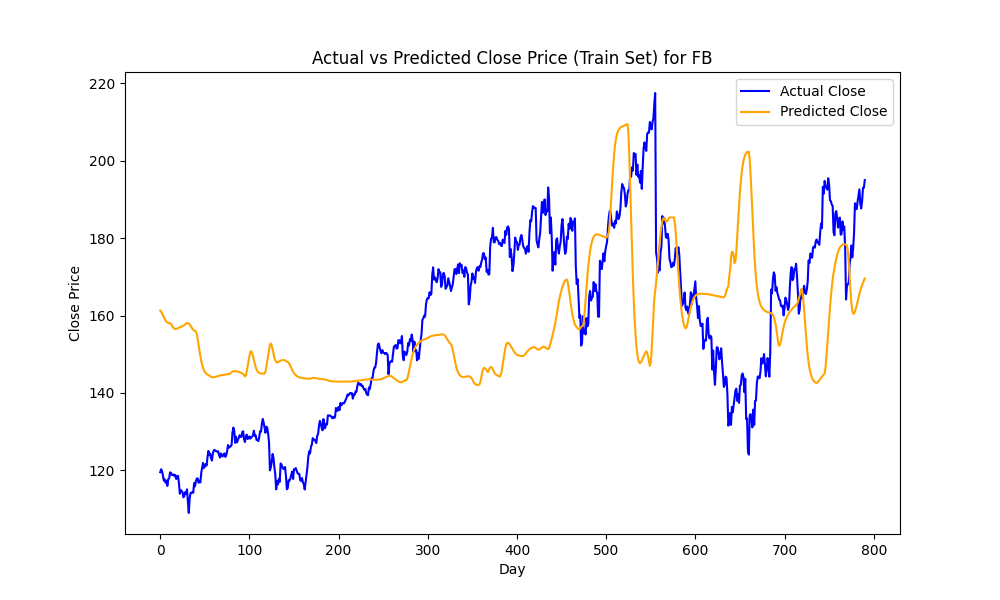 Actual vs Predicted Close Price (Train Set) for FB
Actual Close
Predicted Close
Close Price
220
200
180
160
140
120
0 100 200 300 400 500 600 700 800
Day